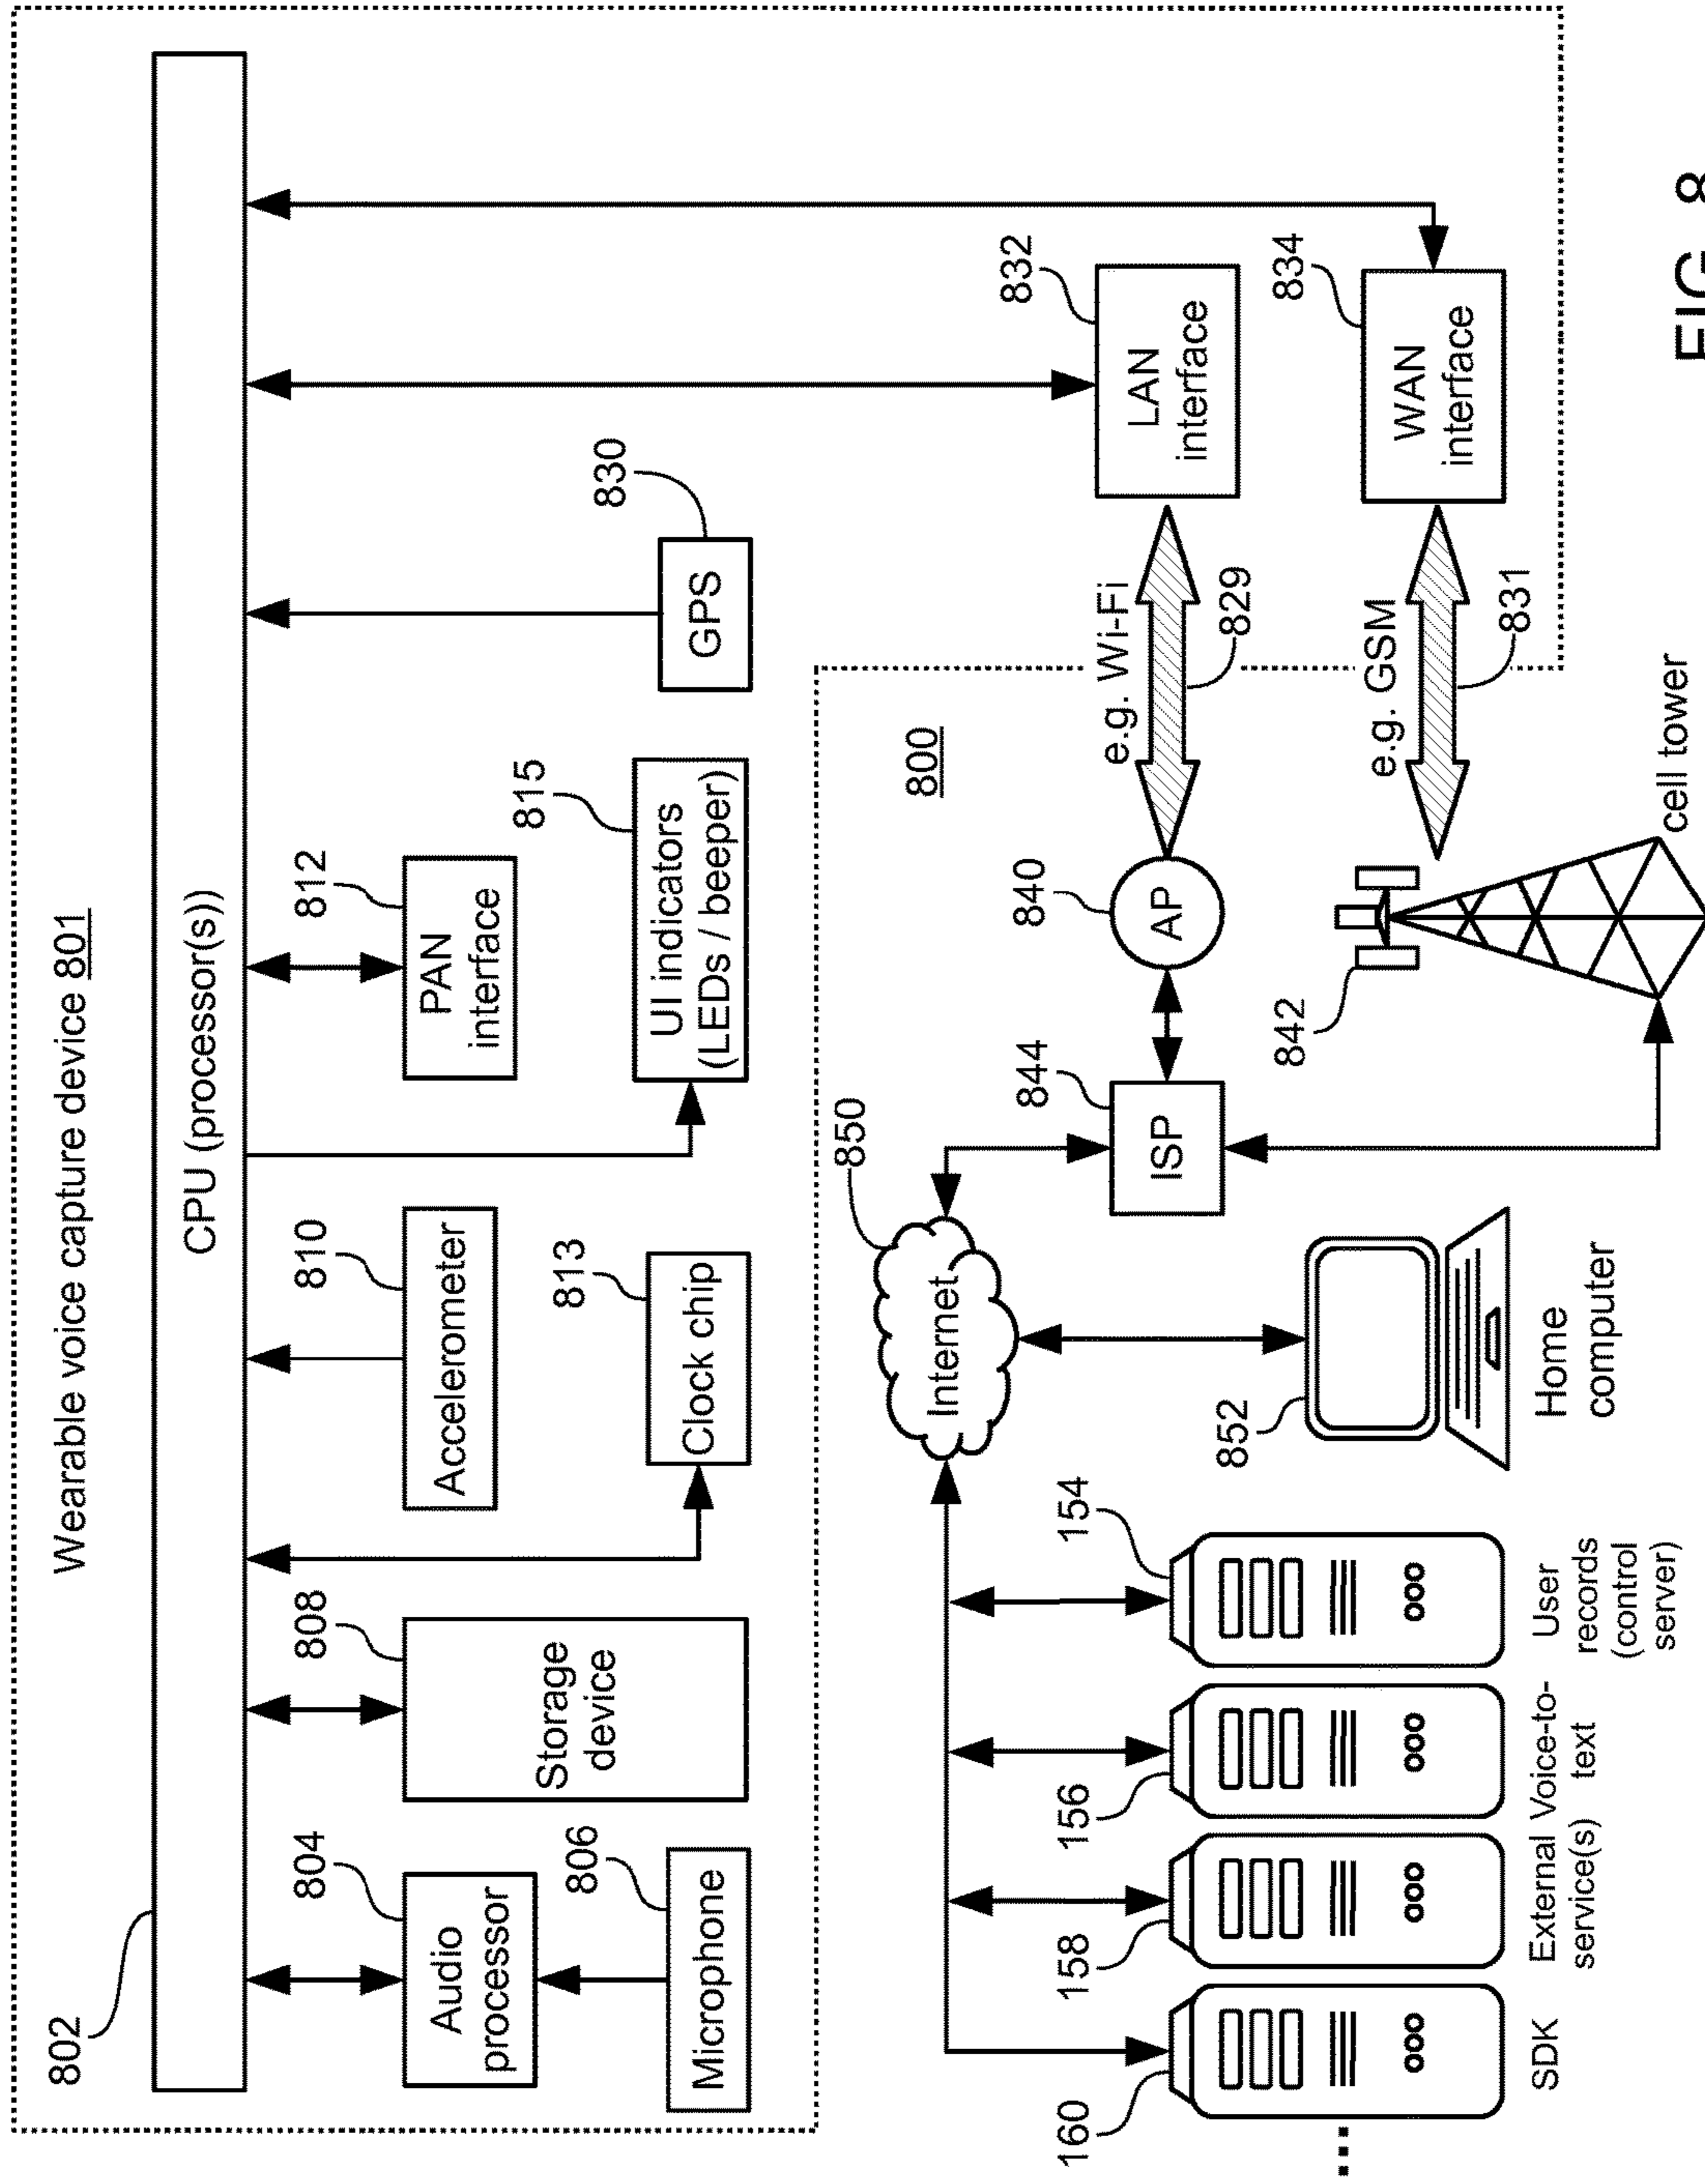 Wearable voice capture device 801
802
CPU (processor(s))
804
Audio
processor
806
Microphone
808
Storage
device
810
Accelerometer
813
Clock chip
812
PAN
interface
815
UI indicators
(LEDs / beeper)
830
GPS
832
LAN
interface
834
WAN
interface
800
e.g. Wi-Fi
829
e.g. GSM
831
840
AP
842
cell tower
844
ISP
850
Internet
852
Home
computer
154
User
records
(control
server)
156
Voice-to-
text
158
External
service(s)
160
SDK
...
FIG. 8